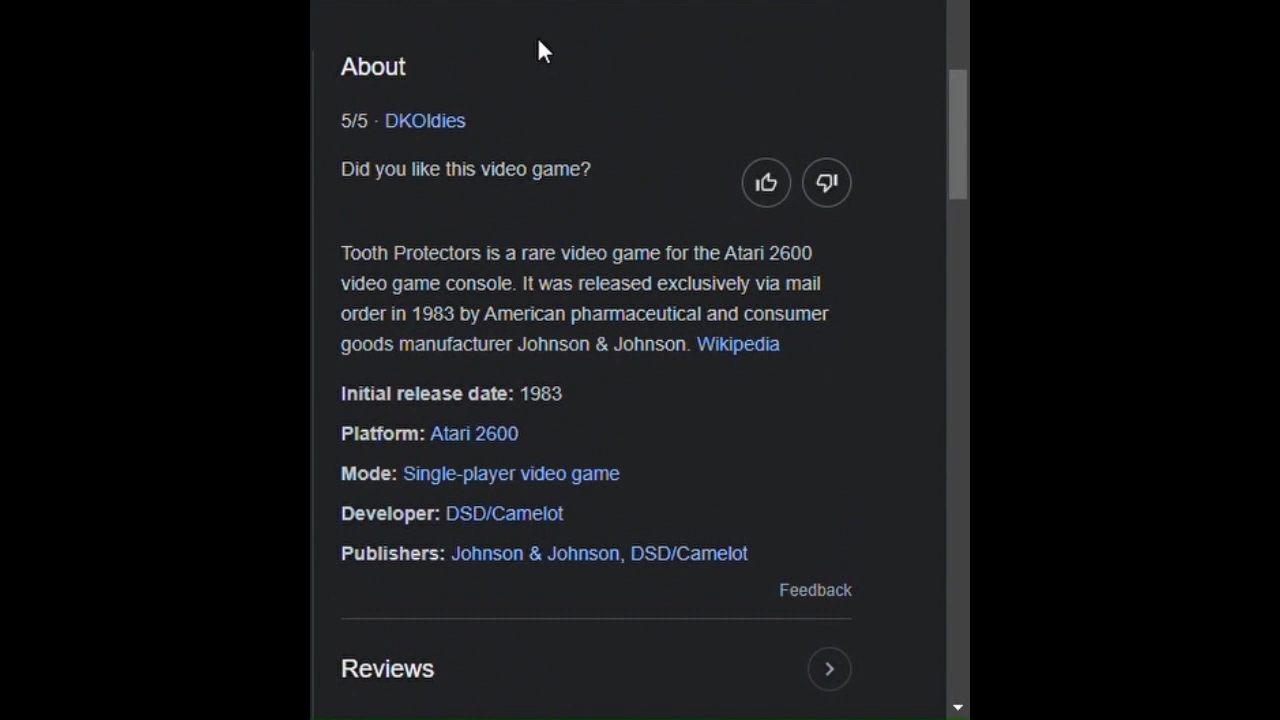 About
5/5 · DKOldies
Did you like this video game?
Tooth Protectors is a rare video game for the Atari 2600
video game console. It was released exclusively via mail
order in 1983 by American pharmaceutical and consumer
goods manufacturer Johnson & Johnson. Wikipedia
Initial release date: 1983
Platform: Atari 2600
Mode: Single-player video game
Developer: DSD/Camelot
Publishers: Johnson & Johnson, DSD/Camelot
Feedback
Reviews